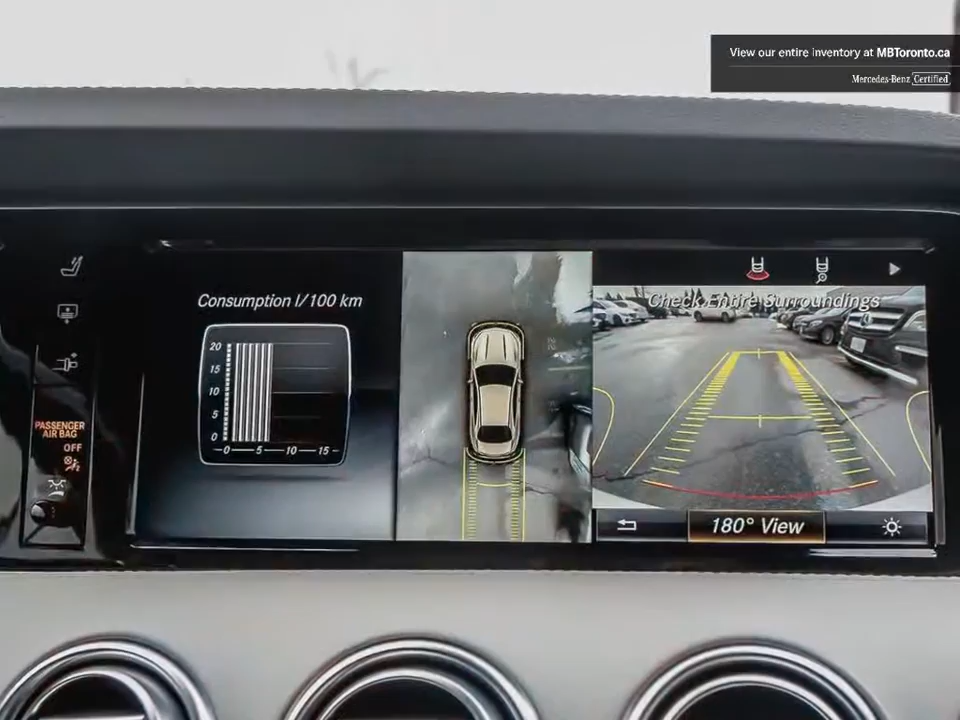 View our entire inventory at MBToronto.ca
Mercedes-Benz Certified
Consumption l/100 km
20
15
10
5
0
0 5 10 15
Check Entire Surroundings
PASSENGER
AIR BAG
OFF
180° View